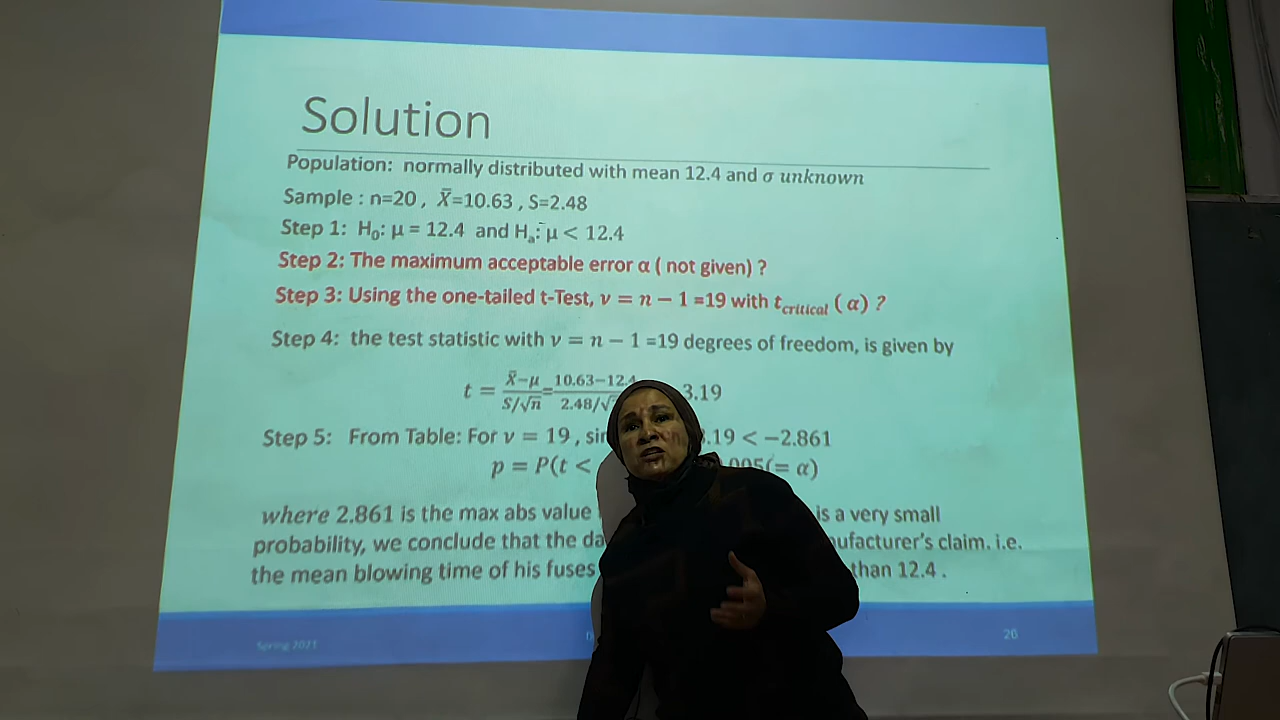 Solution
Population: normally distributed with mean 12.4 and σ unknown
Sample : n=20 , X̄=10.63 , S=2.48
Step 1: H₀: μ = 12.4 and Hₐ: μ < 12.4
Step 2: The maximum acceptable error α ( not given) ?
Step 3: Using the one-tailed t-Test, ν = n − 1 =19 with t_critical ( α) ?
Step 4: the test statistic with ν = n − 1 =19 degrees of freedom, is given by
t = (X̄−μ)/(S/√n) = (10.63−12.4)/(2.48/√ 3.19
Step 5: From Table: For ν = 19 , .19 < −2.861
p = P(t < .005(= α)
where 2.861 is the max abs value is a very small
probability, we conclude that the claim. i.e.
the mean blowing time of his fuses than 12.4 .
Spring 2021 26